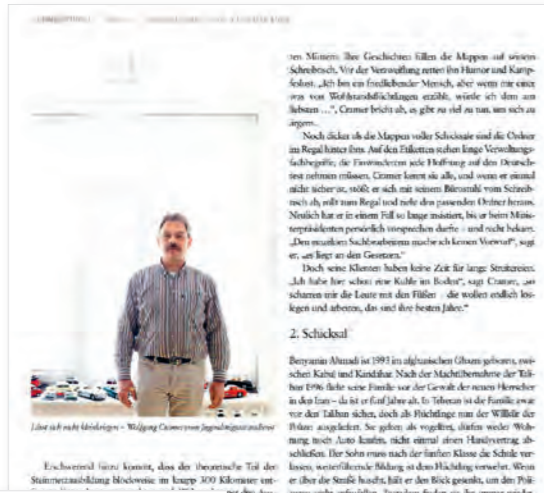 ren Mistern. Ihre Geschichten füllen die Mappen auf seinem
Schreibtisch. Vor der Verzweiflung retten ihn Humor und Kampf-
eslust. „Ich bin ein friedliebender Mensch, aber wenn mir einer
was von Wohlstandsflüchtlingen erzählt, würde ich dem am
liebsten …“, Cramer bricht ab, es gibt zu viel zu tun, um sich zu
ärgern.
Noch dicker als die Mappen voller Schicksale sind die Ordner
im Regal hinter ihm. Auf den Etiketten stehen lange Verwaltungs-
fachbegriffe, die Einwanderern jede Hoffnung auf den Deutsch-
test nehmen müssen. Cramer kennt sie alle, und wenn er einmal
nicht sicher ist, stößt er sich mit seinem Bürostuhl vom Schreib-
tisch ab, rollt zum Regal und zieht den passenden Ordner heraus.
Neulich hat er in einem Fall so lange insistiert, bis er beim Minis-
terpräsidenten persönlich vorsprechen durfte – und recht bekam.
„Den einzelnen Sachbearbeitern mache ich keinen Vorwurf“, sagt
er, „es liegt an den Gesetzen.“
Doch seine Klienten haben keine Zeit für lange Streitereien.
„Ich habe hier schon eine Kuhle im Boden“, sagt Cramer, „so
scharren mir die Leute mit den Füßen – die wollen endlich los-
legen und arbeiten, das sind ihre besten Jahre.“
2. Schicksal
Benyamin Ahmadi ist 1993 im afghanischen Ghazni geboren, zwi-
schen Kabul und Kandahar. Nach der Machtübernahme der Tali-
ban 1996 flieht seine Familie vor der Gewalt der neuen Herrscher
in den Iran – da ist er fünf Jahre alt. In Teheran ist die Familie zwar
vor den Taliban sicher, doch als Flüchtlinge nun der Willkür der
Polizei ausgeliefert. Sie gelten als vogelfrei, dürfen weder Woh-
nung noch Auto kaufen, nicht einmal einen Handyvertrag ab-
schließen. Der Sohn muss nach der fünften Klasse die Schule ver-
lassen, weiterführende Bildung ist dem Flüchtling verwehrt. Wenn
er über die Straße huscht, hält er den Blick gesenkt, um den Poli-
Lässt sich nicht kleinkriegen – Wolfgang Cramer vom Jugendmigrationsdienst
Erschwerend hinzu kommt, dass der theoretische Teil der
Steinmetzausbildung blockweise im knapp 300 Kilometer ent-